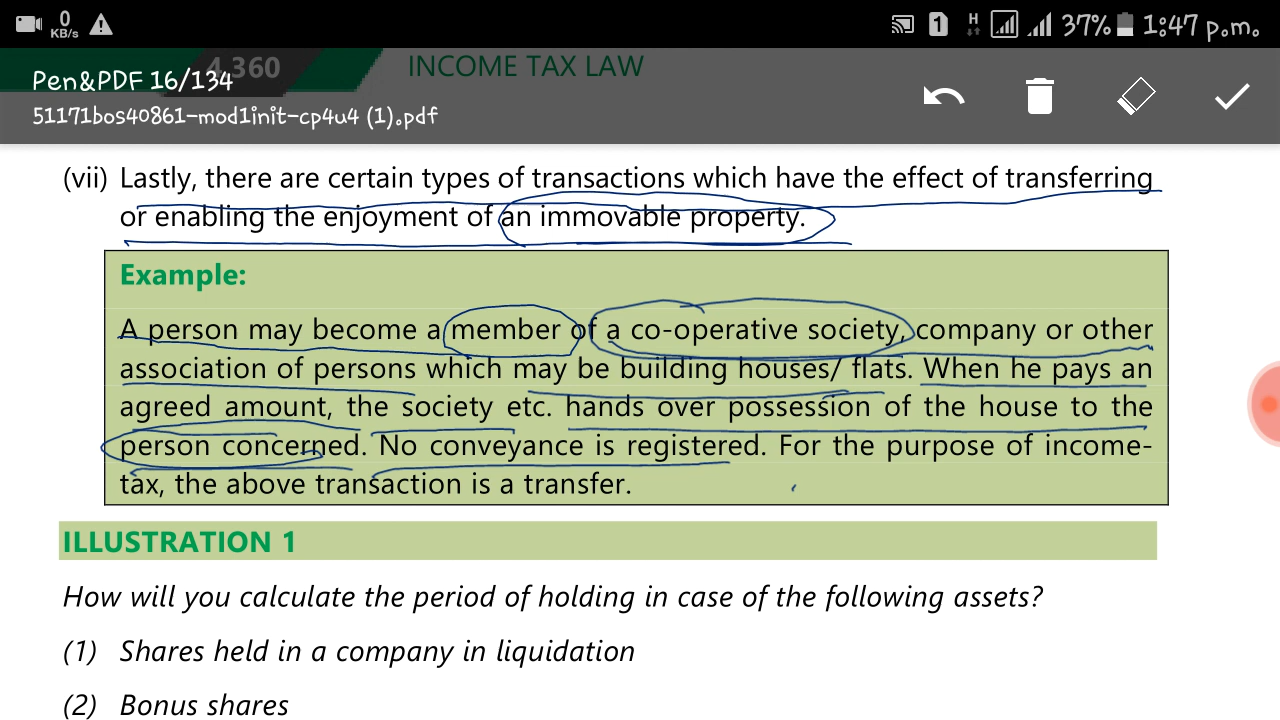 0 KB/s 1 H 37% 1:47 p.m.
4.360 INCOME TAX LAW
Pen&PDF 16/134
51171bos40861-mod1init-cp4u4 (1).pdf
(vii) Lastly, there are certain types of transactions which have the effect of transferring
or enabling the enjoyment of an immovable property.
Example:
A person may become a member of a co-operative society, company or other
association of persons which may be building houses/ flats. When he pays an
agreed amount, the society etc. hands over possession of the house to the
person concerned. No conveyance is registered. For the purpose of income-
tax, the above transaction is a transfer.
ILLUSTRATION 1
How will you calculate the period of holding in case of the following assets?
(1) Shares held in a company in liquidation
(2) Bonus shares